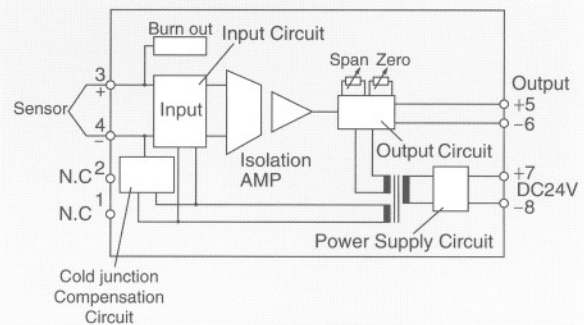 Burn out
Input Circuit
Span Zero
3
+
Sensor
4
−
Input
Isolation
AMP
Output
+5
-6
Output Circuit
N.C 2
N.C 1
+7
DC24V
-8
Power Supply Circuit
Cold junction
Compensation
Circuit